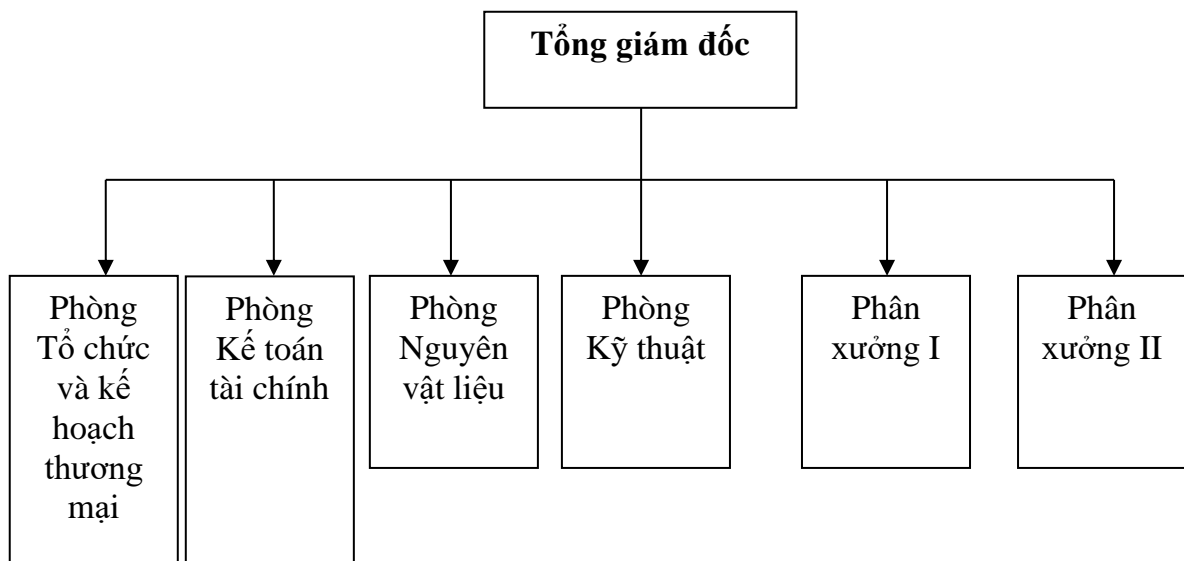 Tổng giám đốc
Phòng
Tổ chức
và kế
hoạch
thương
mại
Phòng
Kế toán
tài chính
Phòng
Nguyên
vật liệu
Phòng
Kỹ thuật
Phân
xưởng I
Phân
xưởng II